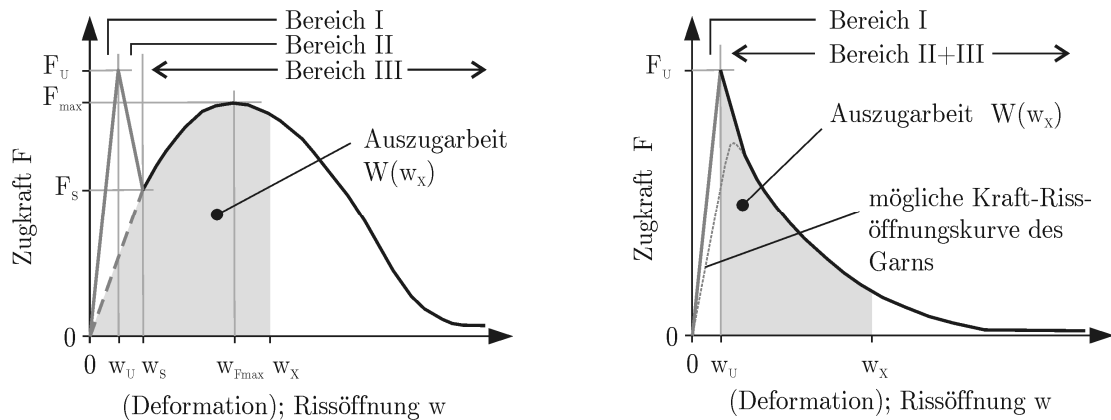 Bereich I
Bereich II
Bereich III
F_U
F_max
F_S
0
Zugkraft F
Auszugarbeit
W(w_X)
0 w_U w_S w_Fmax w_X
(Deformation); Rissöffnung w
Bereich I
Bereich II+III
F_U
0
Zugkraft F
Auszugarbeit W(w_X)
mögliche Kraft-Riss-
öffnungskurve des
Garns
0 w_U w_X
(Deformation); Rissöffnung w